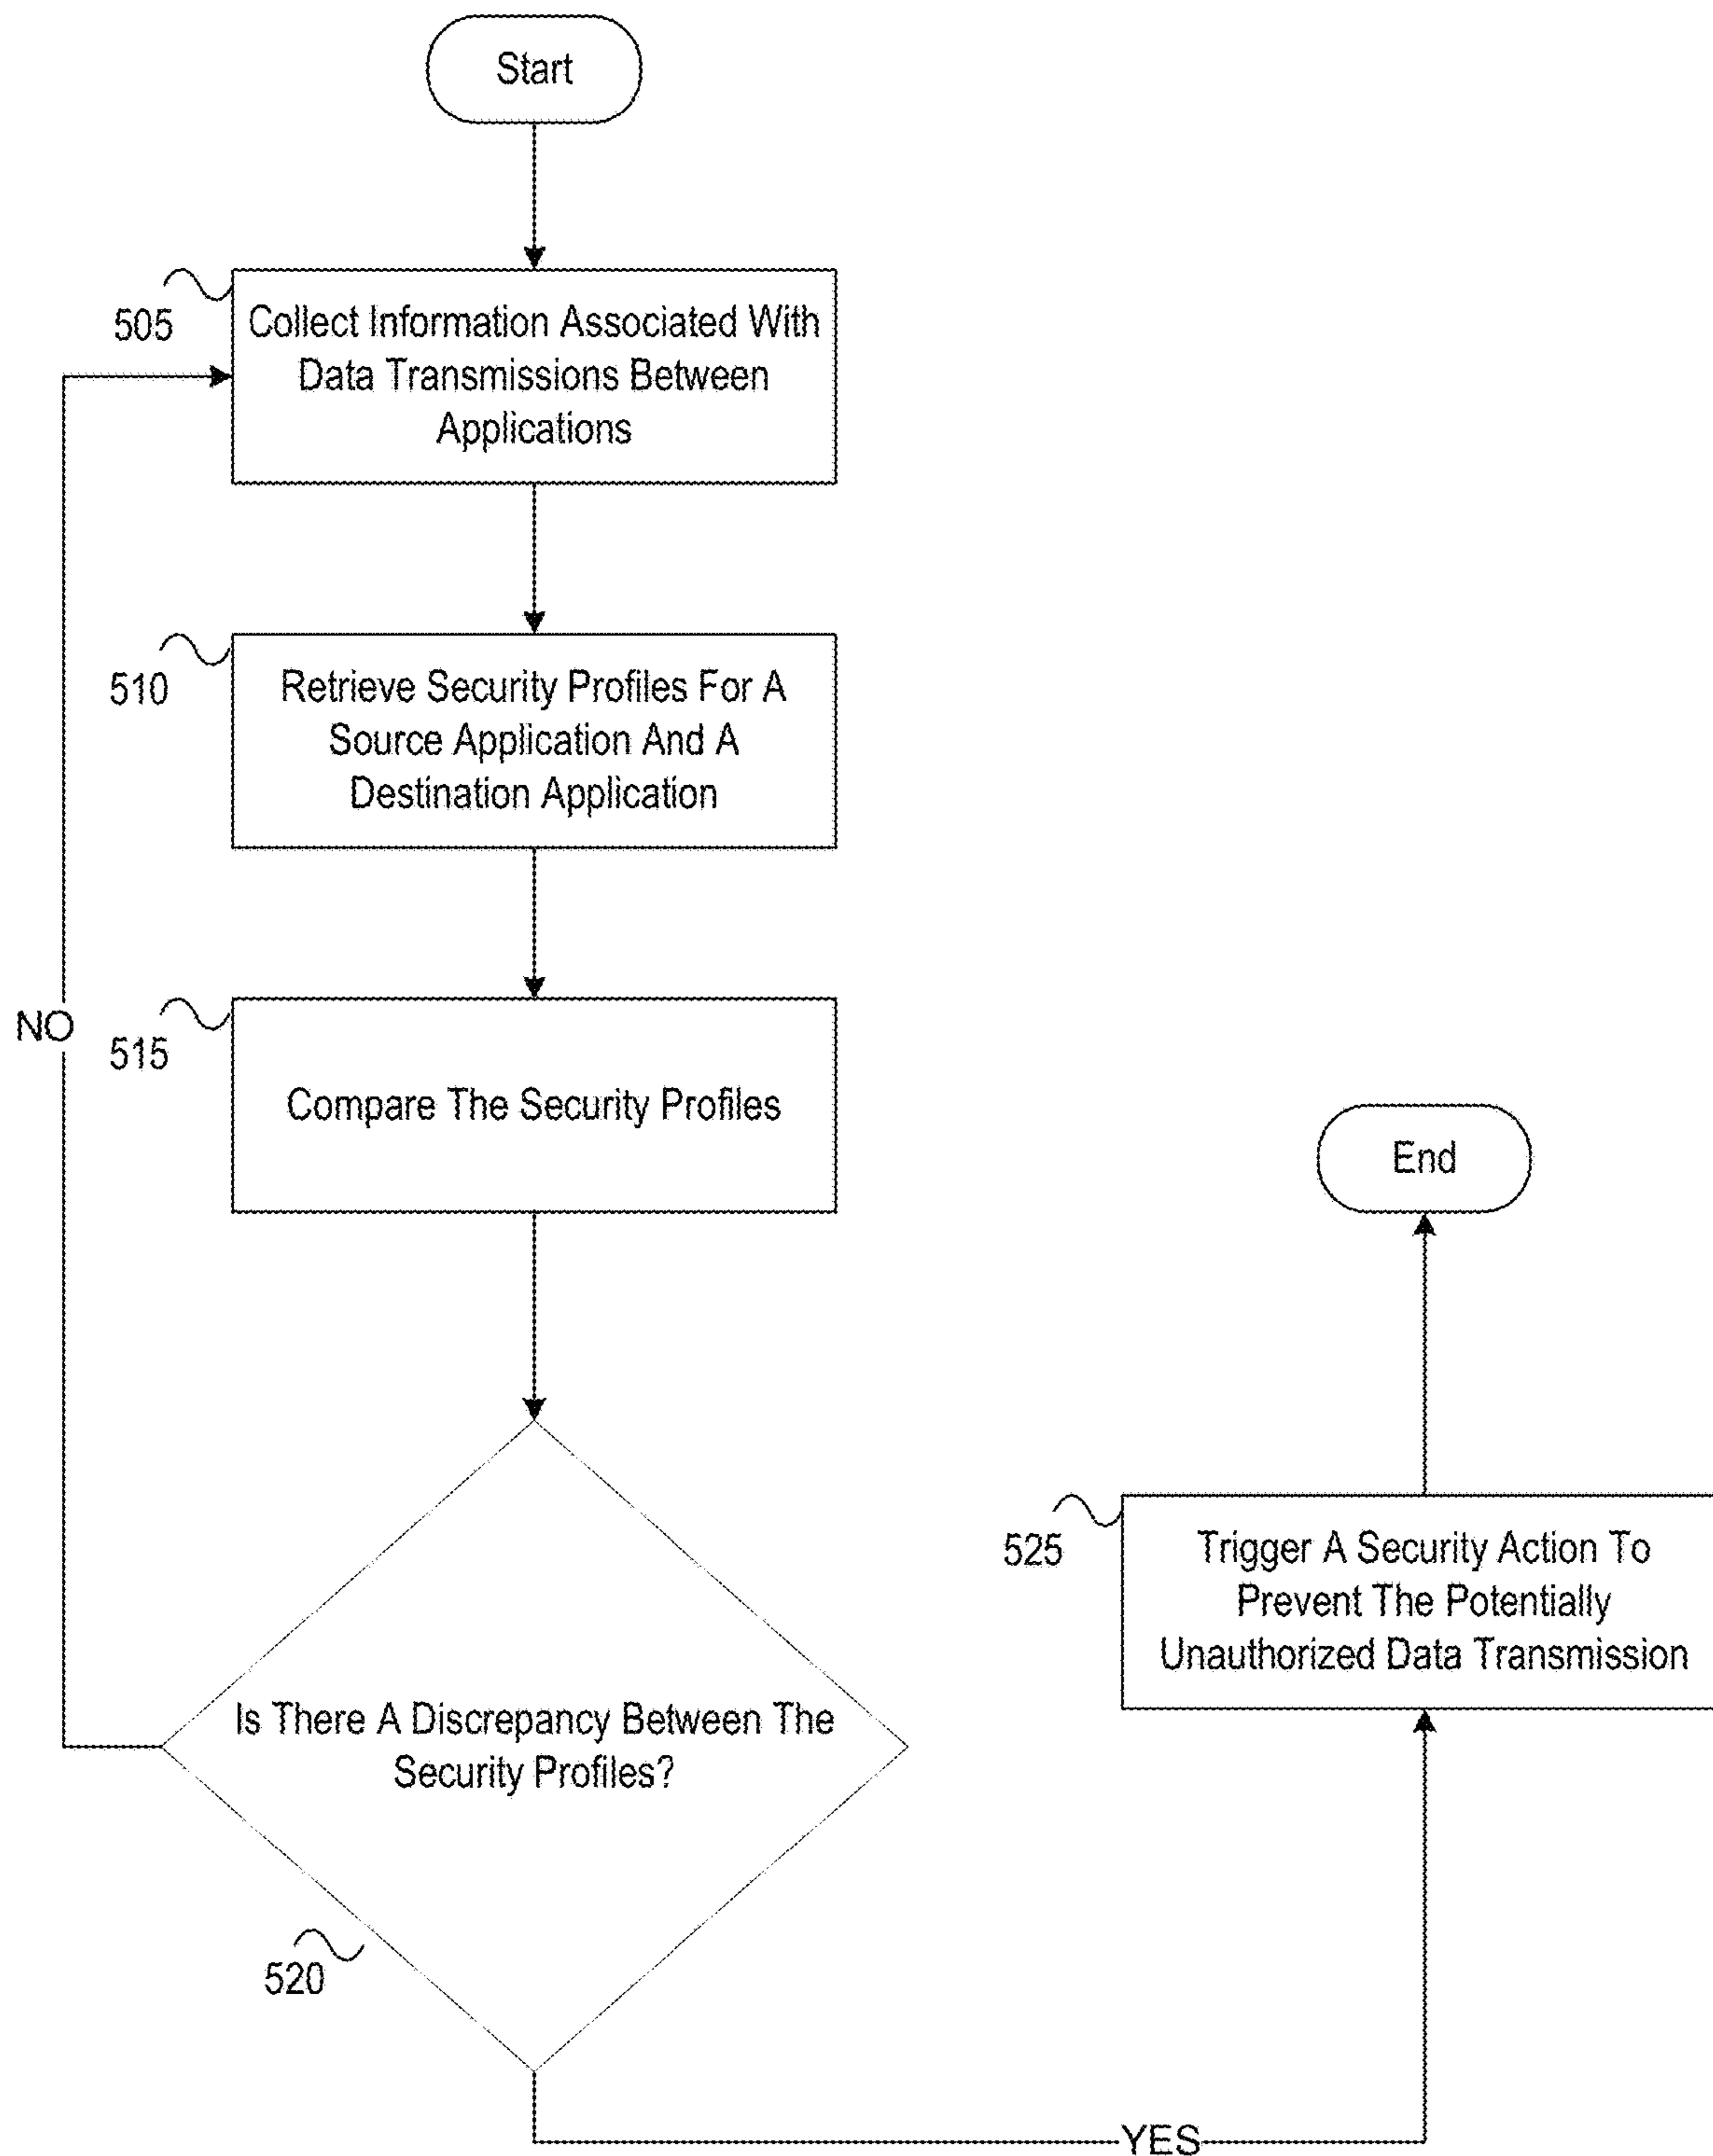 Start
505
Collect Information Associated With
Data Transmissions Between
Applications
510
Retrieve Security Profiles For A
Source Application And A
Destination Application
NO
515
Compare The Security Profiles
End
525
Trigger A Security Action To
Prevent The Potentially
Unauthorized Data Transmission
Is There A Discrepancy Between The
Security Profiles?
520
YES